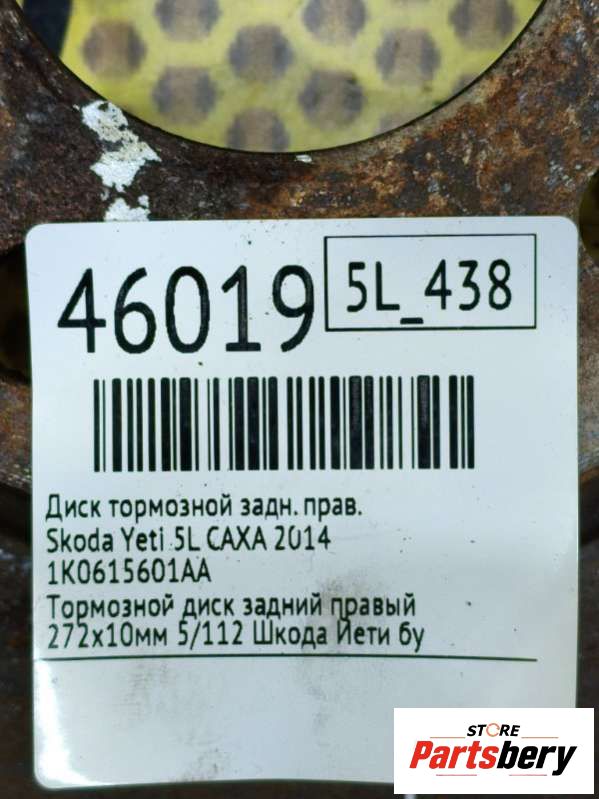 46019
5L_438
Диск тормозной задн. прав.
Skoda Yeti 5L CAXA 2014
1K0615601AA
Тормозной диск задний правый
272x10мм 5/112 Шкода Йети бу
STORE
Partsbery